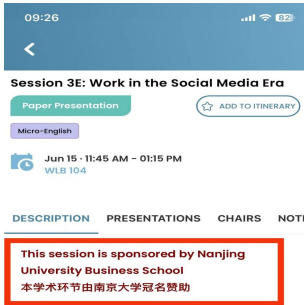 09:26
82
Session 3E: Work in the Social Media Era
Paper Presentation
ADD TO ITINERARY
Micro-English
Jun 15 · 11:45 AM – 01:15 PM
WLB 104
DESCRIPTION PRESENTATIONS CHAIRS NOT
This session is sponsored by Nanjing
University Business School
本学术环节由南京大学冠名赞助